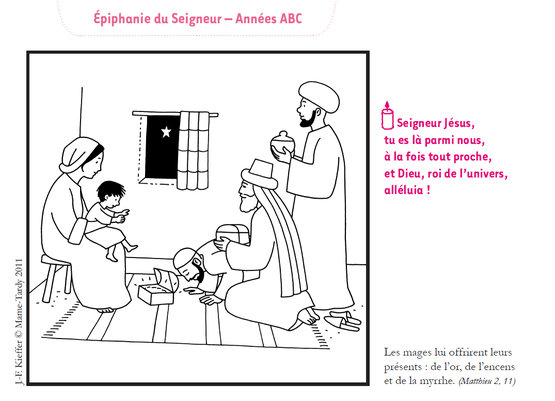 Épiphanie du Seigneur – Années ABC
Seigneur Jésus,
tu es là parmi nous,
à la fois tout proche,
et Dieu, roi de l'univers,
alléluia !
J.-F. Kieffer © Mame-Tardy 2011
Les mages lui offrirent leurs
présents : de l'or, de l'encens
et de la myrrhe. (Matthieu 2, 11)